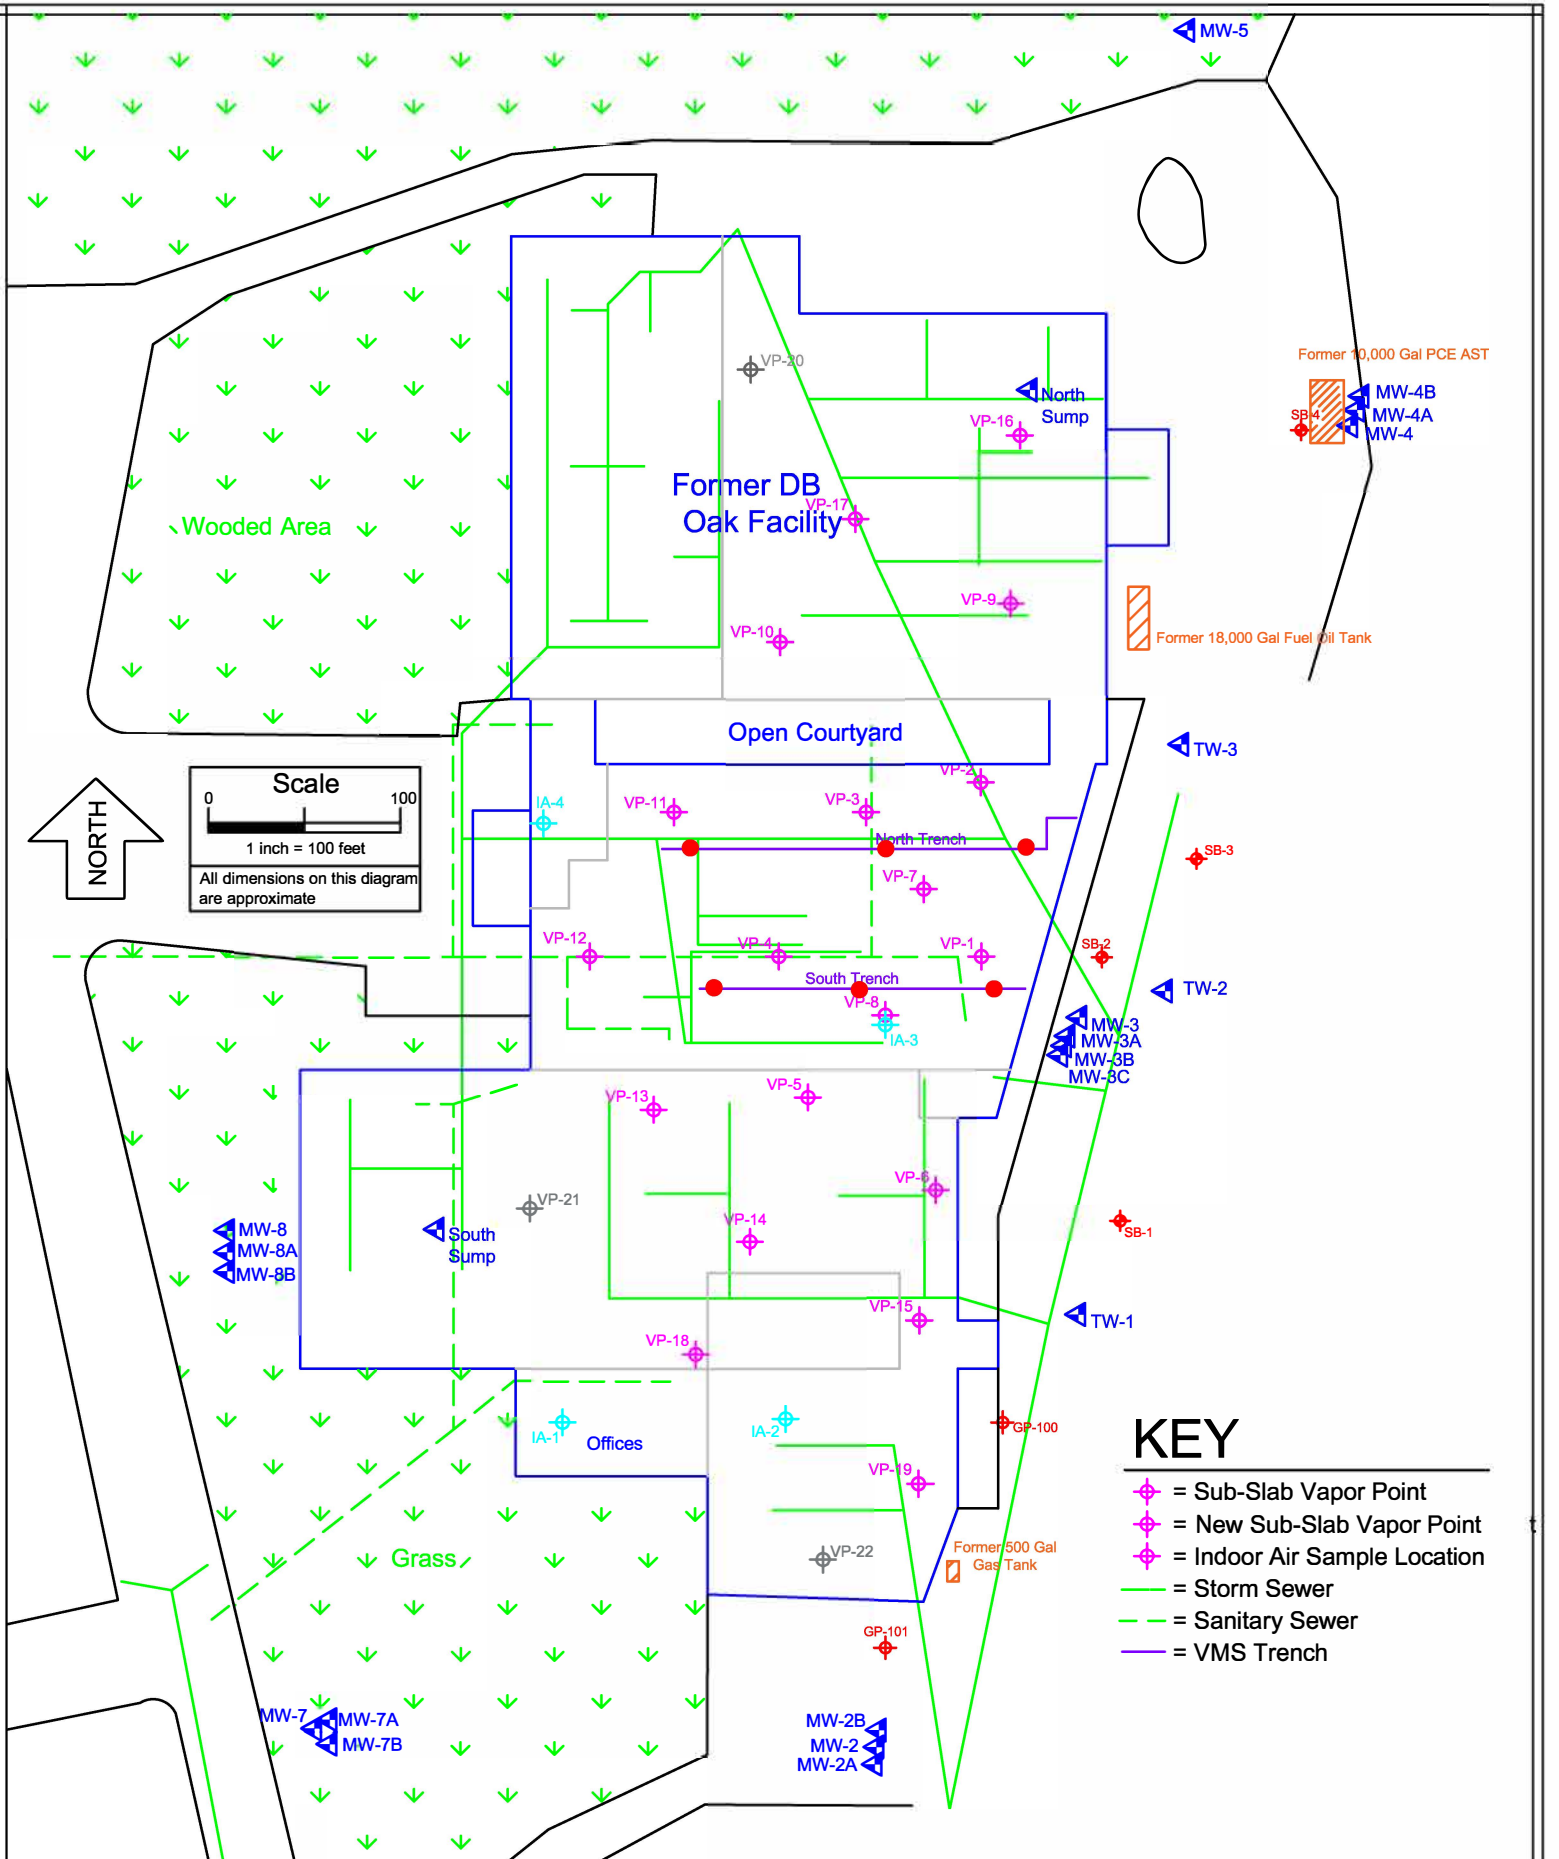 MW-5
VP-20
Former 10,000 Gal PCE AST
MW-4B
MW-4A
MW-4
SB-4
North
Sump
VP-16
Former DB
Oak Facility
VP-17
Wooded Area
VP-9
VP-10
Former 18,000 Gal Fuel Oil Tank
Open Courtyard
TW-3
VP-2
Scale
0
100
1 inch = 100 feet
All dimensions on this diagram
are approximate
NORTH
IA-4
VP-11
VP-3
North Trench
SB-3
VP-7
VP-12
VP-4
VP-1
SB-2
South Trench
TW-2
VP-8
IA-3
MW-3
MW-3A
MW-3B
MW-3C
VP-13
VP-5
VP-6
VP-21
VP-14
SB-1
MW-8
MW-8A
MW-8B
South
Sump
VP-15
TW-1
VP-18
IA-1
Offices
IA-2
GP-100
VP-19
KEY
= Sub-Slab Vapor Point
= New Sub-Slab Vapor Point
= Indoor Air Sample Location
= Storm Sewer
= Sanitary Sewer
= VMS Trench
t
Grass
VP-22
Former 500 Gal
Gas Tank
GP-101
MW-7
MW-7A
MW-7B
MW-2B
MW-2
MW-2A